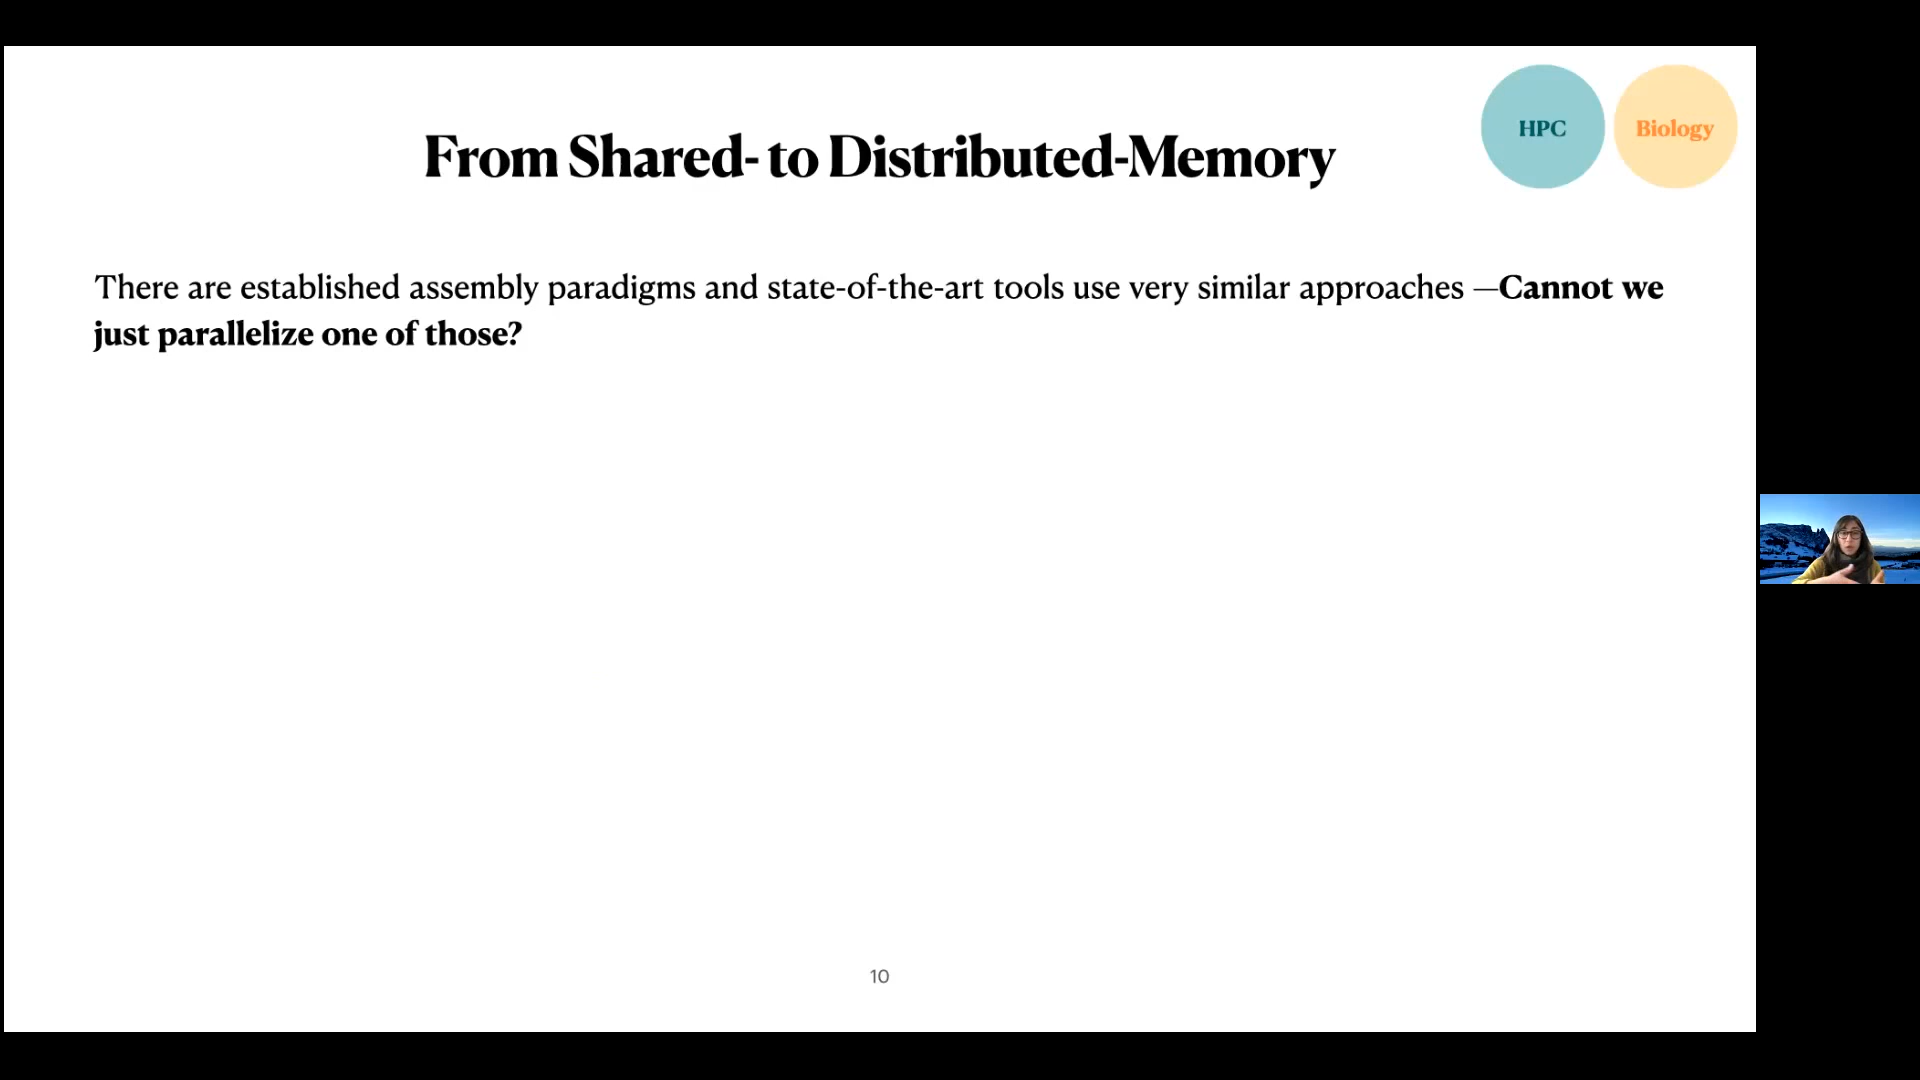 From Shared- to Distributed-Memory
HPC
Biology
There are established assembly paradigms and state-of-the-art tools use very similar approaches —Cannot we
just parallelize one of those?
10